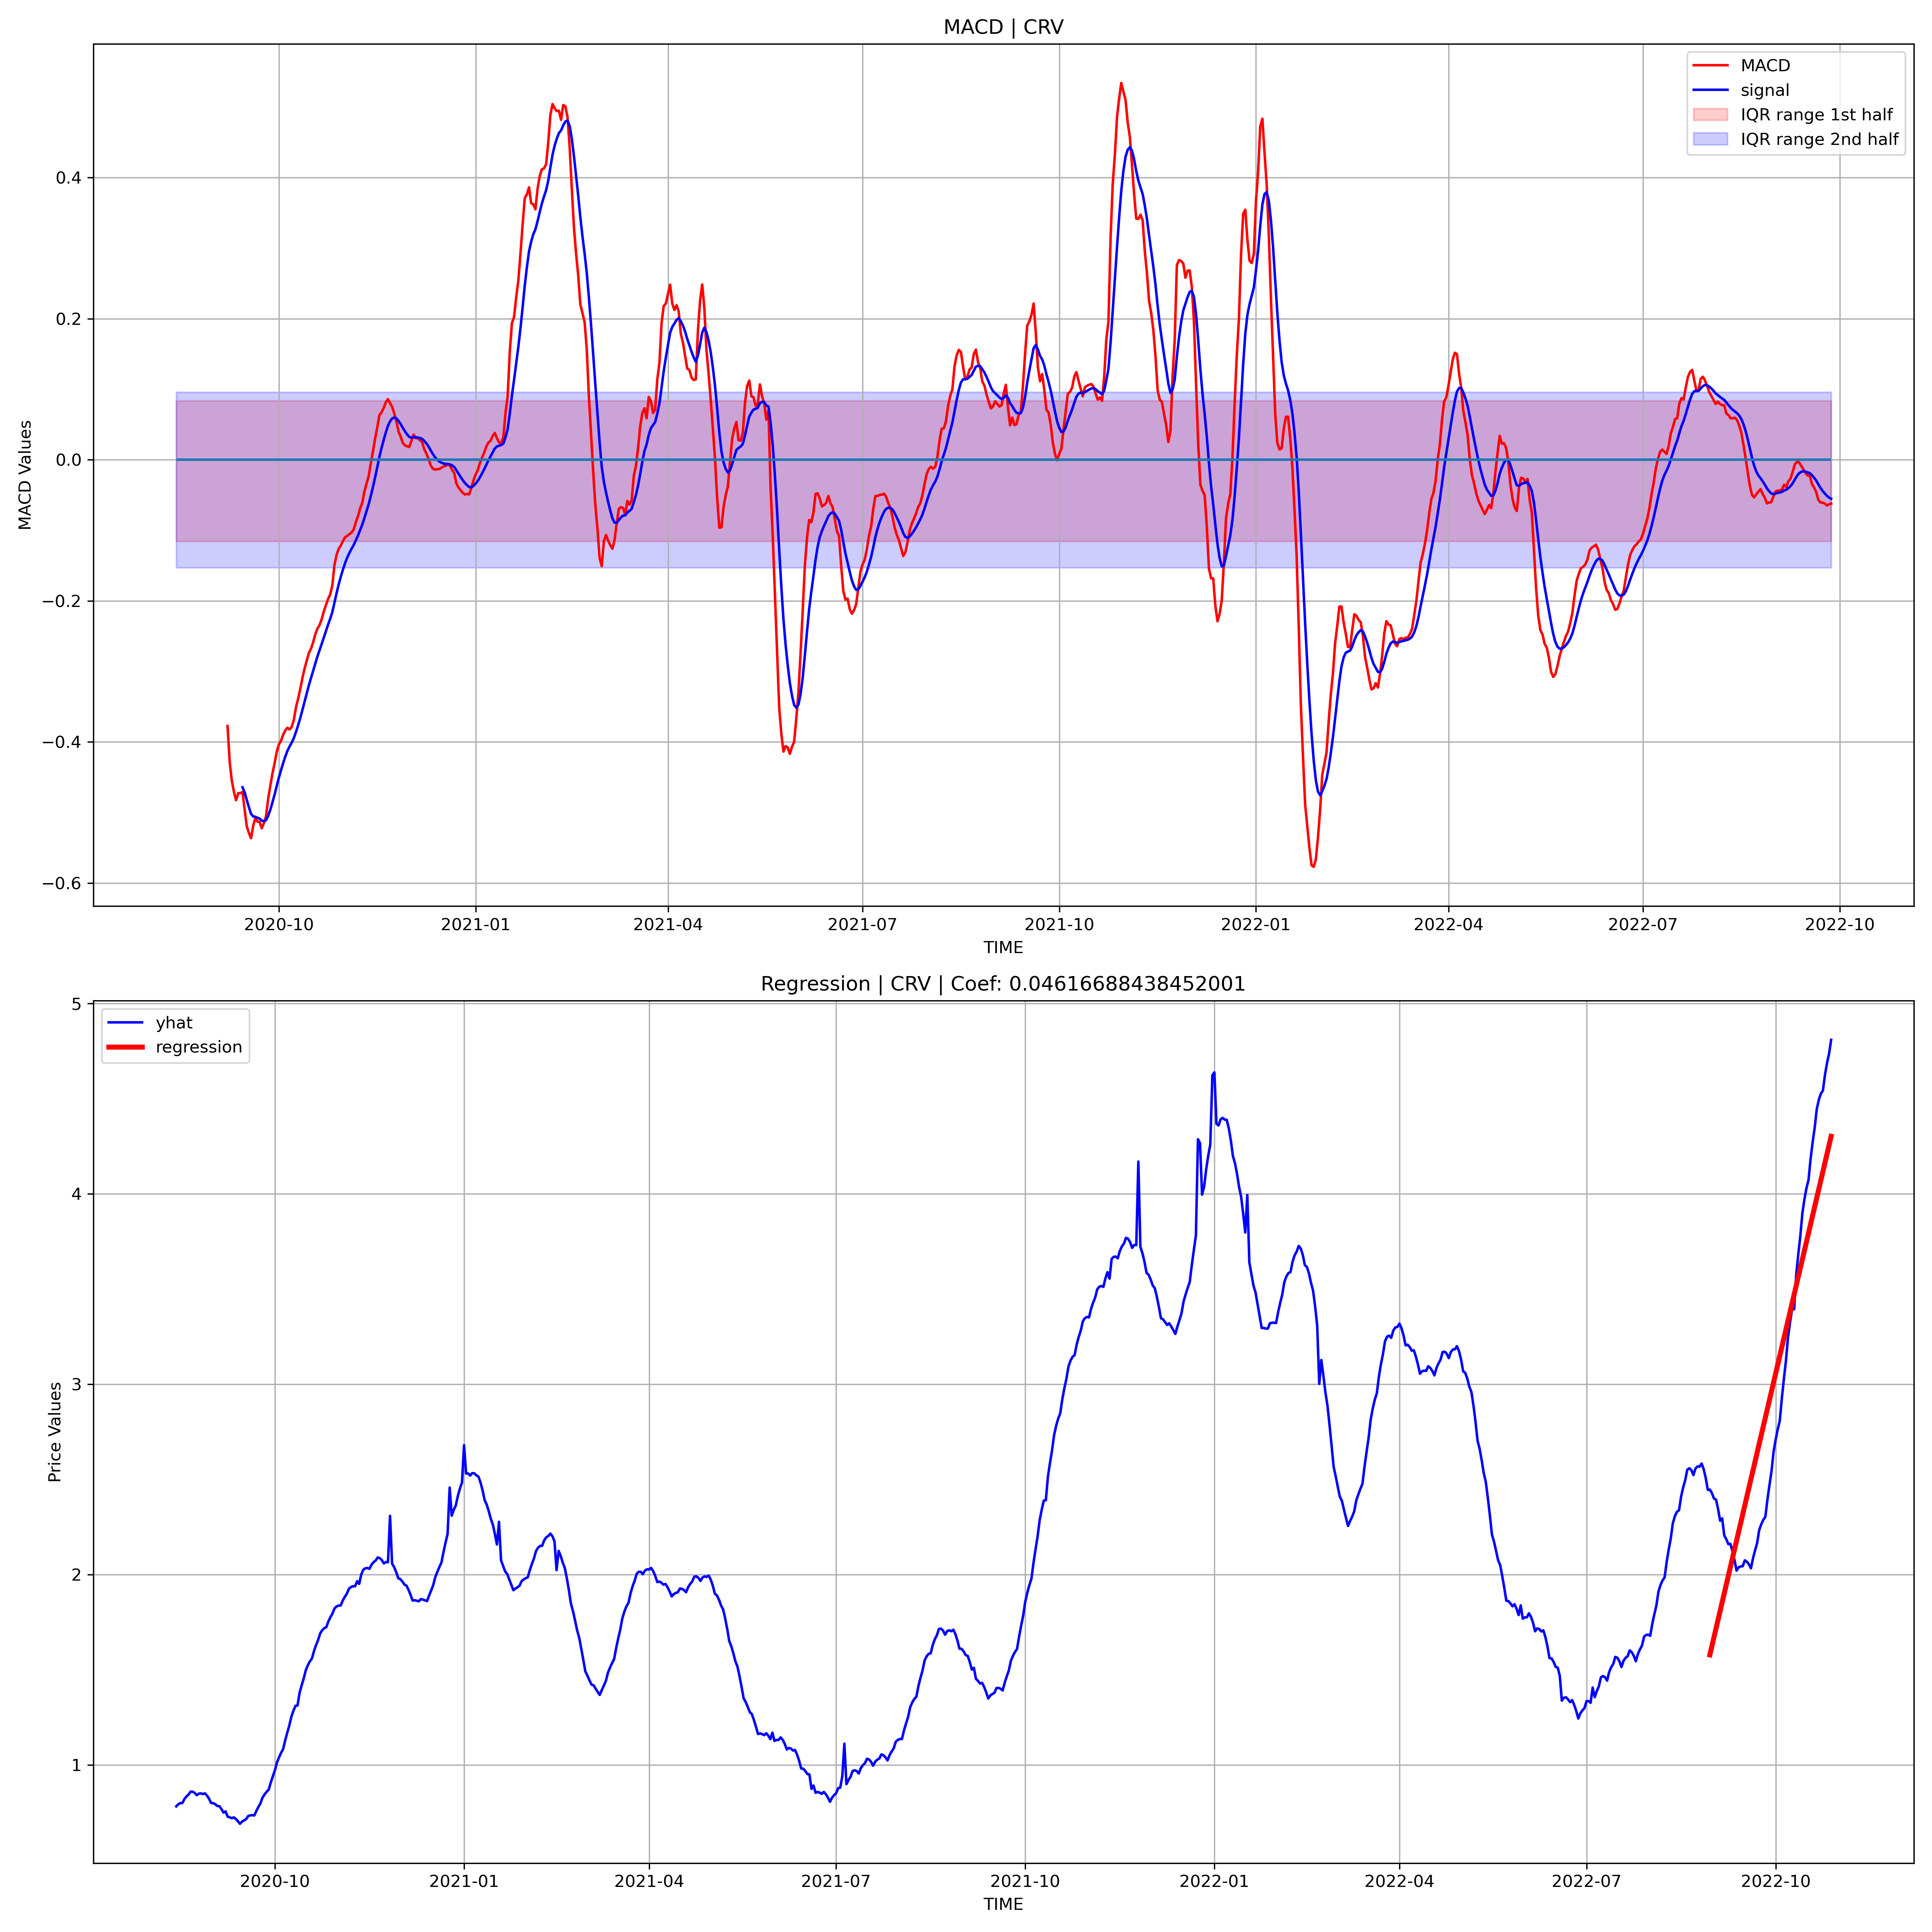 MACD | CRV
MACD
signal
IQR range 1st half
IQR range 2nd half
MACD Values
0.4
0.2
0.0
−0.2
−0.4
−0.6
2020-10 2021-01 2021-04 2021-07 2021-10 2022-01 2022-04 2022-07 2022-10
TIME
Regression | CRV | Coef: 0.04616688438452001
yhat
regression
Price Values
5
4
3
2
1
2020-10 2021-01 2021-04 2021-07 2021-10 2022-01 2022-04 2022-07 2022-10
TIME